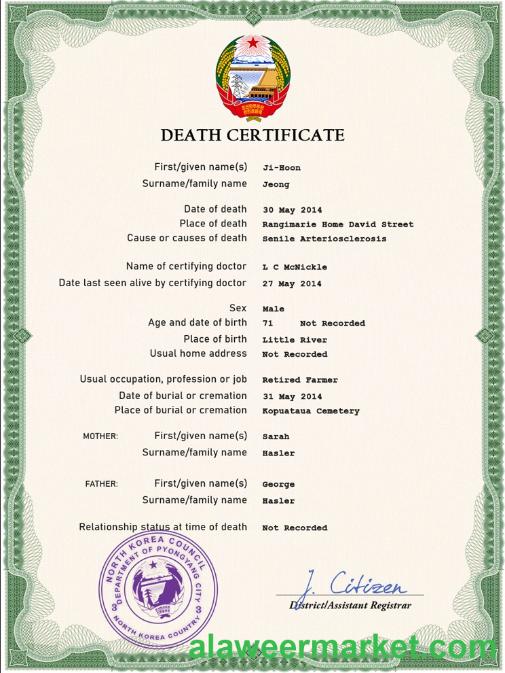 DEATH CERTIFICATE
First/given name(s) Ji-Hoon
Surname/family name Jeong
Date of death 30 May 2014
Place of death Rangimarie Home David Street
Cause or causes of death Senile Arteriosclerosis
Name of certifying doctor L C McNickle
Date last seen alive by certifying doctor 27 May 2014
Sex Male
Age and date of birth 71 Not Recorded
Place of birth Little River
Usual home address Not Recorded
Usual occupation, profession or job Retired Farmer
Date of burial or cremation 31 May 2014
Place of burial or cremation Kopuataua Cemetery
MOTHER: First/given name(s) Sarah
Surname/family name Hasler
FATHER: First/given name(s) George
Surname/family name Hasler
Relationship status at time of death Not Recorded
NORTH KOREA COUNCIL
DEPARTMENT OF PYONGYANG CITY
3 3
NORTH KOREA COUNTRY
J. Citizen
District/Assistant Registrar
alaweermarket.com